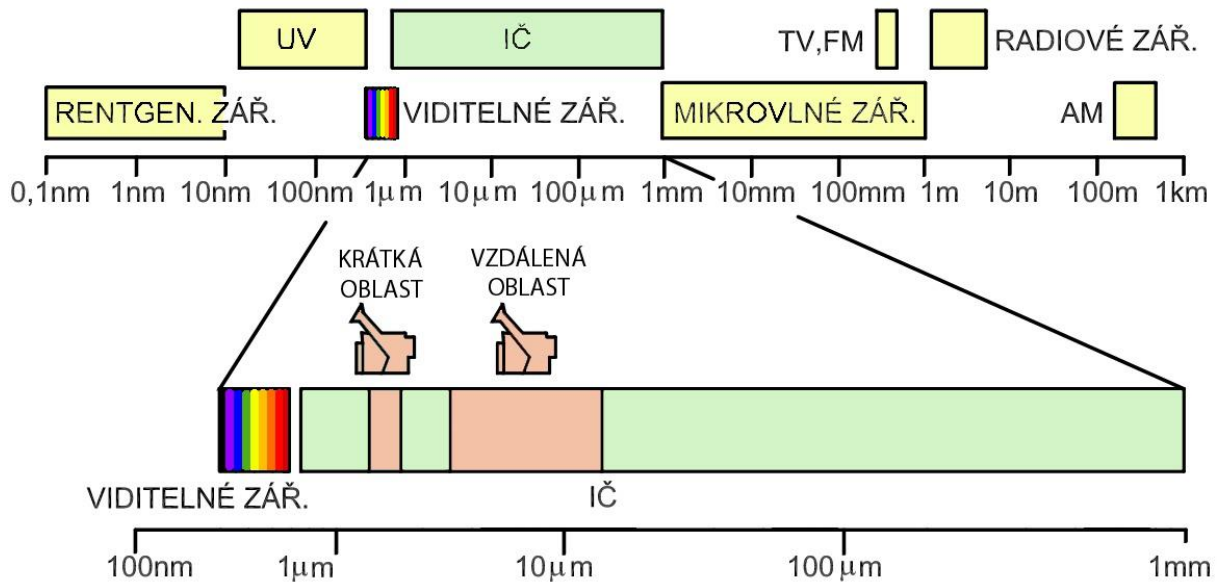 UV
IČ
TV,FM
RADIOVÉ ZÁŘ.
RENTGEN. ZÁŘ.
VIDITELNÉ ZÁŘ.
MIKROVLNÉ ZÁŘ.
AM
0,1nm 1nm 10nm 100nm 1μm 10μm 100μm 1mm 10mm 100mm 1m 10m 100m 1km
KRÁTKÁ
OBLAST
VZDÁLENÁ
OBLAST
VIDITELNÉ ZÁŘ.
IČ
100nm 1μm 10μm 100μm 1mm